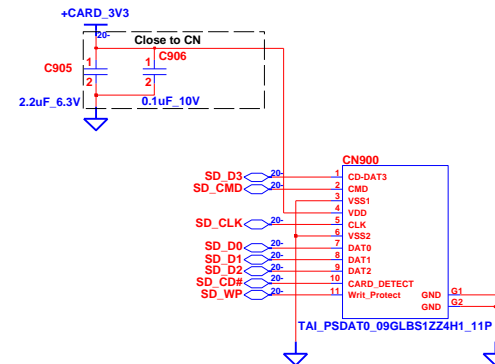 +CARD_3V3
20-
Close to CN
C905 1 2
C906 1 2
2.2uF_6.3V 0.1uF_10V
CN900
SD_D3 20- 1 CD-DAT3
SD_CMD 20- 2 CMD
3 VSS1
4 VDD
SD_CLK 20- 5 CLK
6 VSS2
SD_D0 20- 7 DAT0
SD_D1 20- 8 DAT1
SD_D2 20- 9 DAT2
SD_CD# 20- 10 CARD_DETECT
SD_WP 20- 11 Writ_Protect GND G1
GND G2
TAI_PSDAT0_09GLBS1ZZ4H1_11P